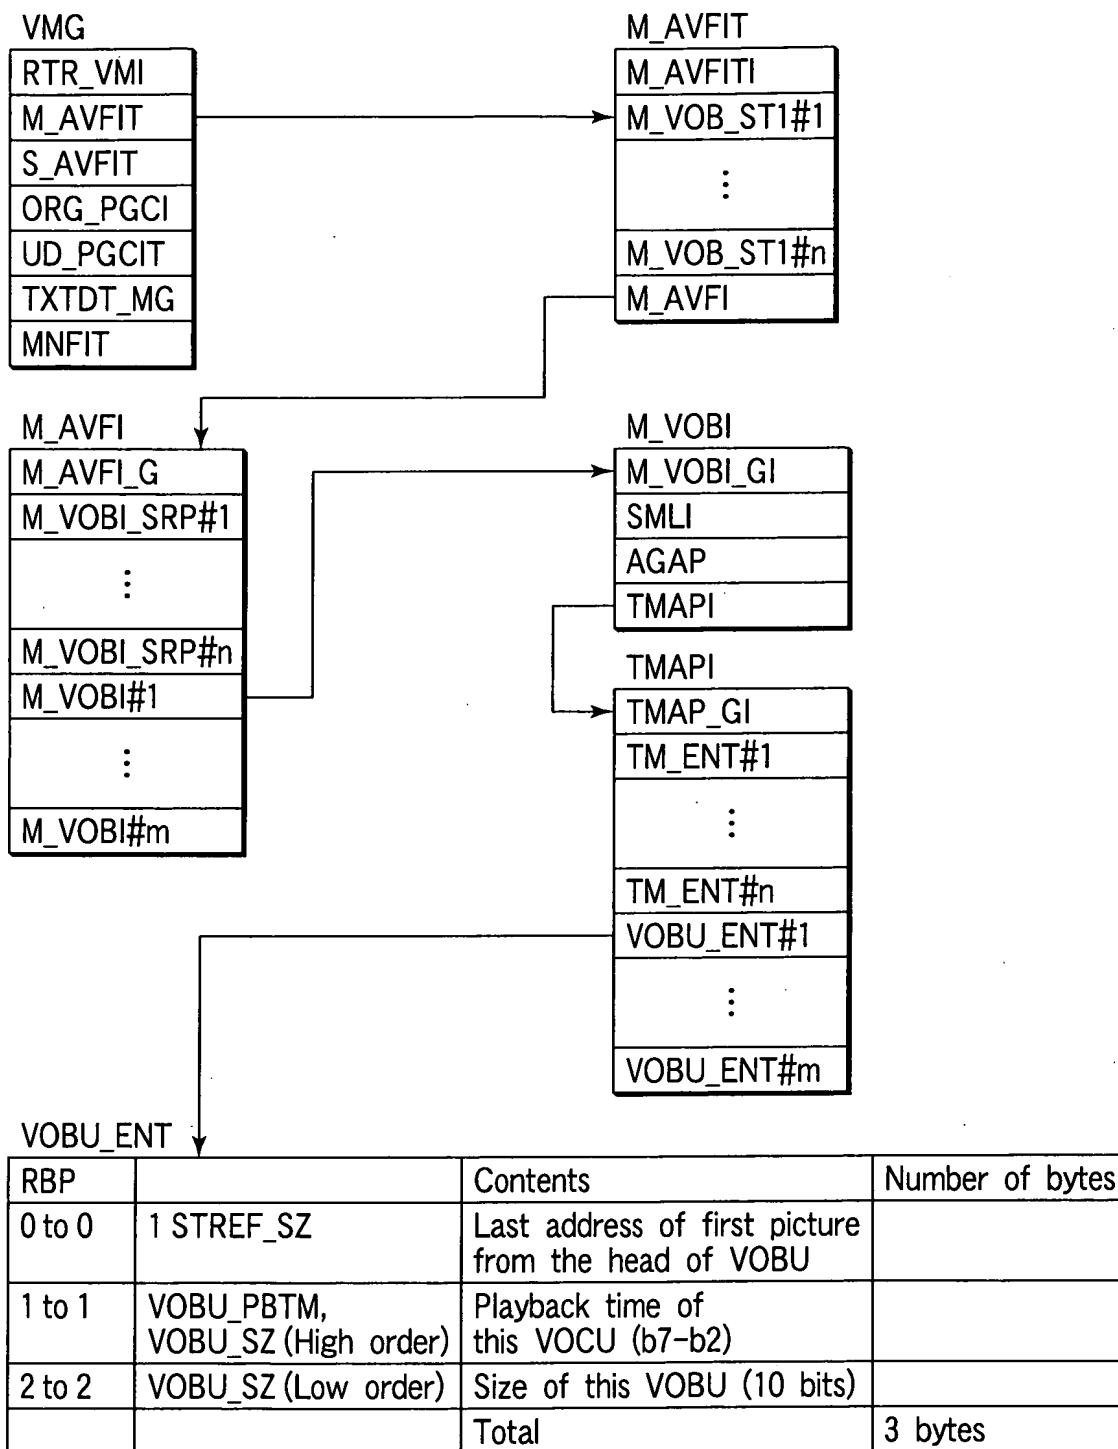 VMG
RTR_VMI
M_AVFIT
S_AVFIT
ORG_PGCI
UD_PGCIT
TXTDT_MG
MNFIT
M_AVFIT
M_AVFITI
M_VOB_ST1#1
⋮
M_VOB_ST1#n
M_AVFI
M_AVFI
M_AVFI_G
M_VOBI_SRP#1
⋮
M_VOBI_SRP#n
M_VOBI#1
⋮
M_VOBI#m
M_VOBI
M_VOBI_GI
SMLI
AGAP
TMAPI
TMAPI
TMAP_GI
TM_ENT#1
⋮
TM_ENT#n
VOBU_ENT#1
⋮
VOBU_ENT#m
VOBU_ENT
RBP Contents Number of bytes
0 to 0 1 STREF_SZ Last address of first picture
from the head of VOBU
1 to 1 VOBU_PBTM, Playback time of
VOBU_SZ (High order) this VOCU (b7-b2)
2 to 2 VOBU_SZ (Low order) Size of this VOBU (10 bits)
Total 3 bytes